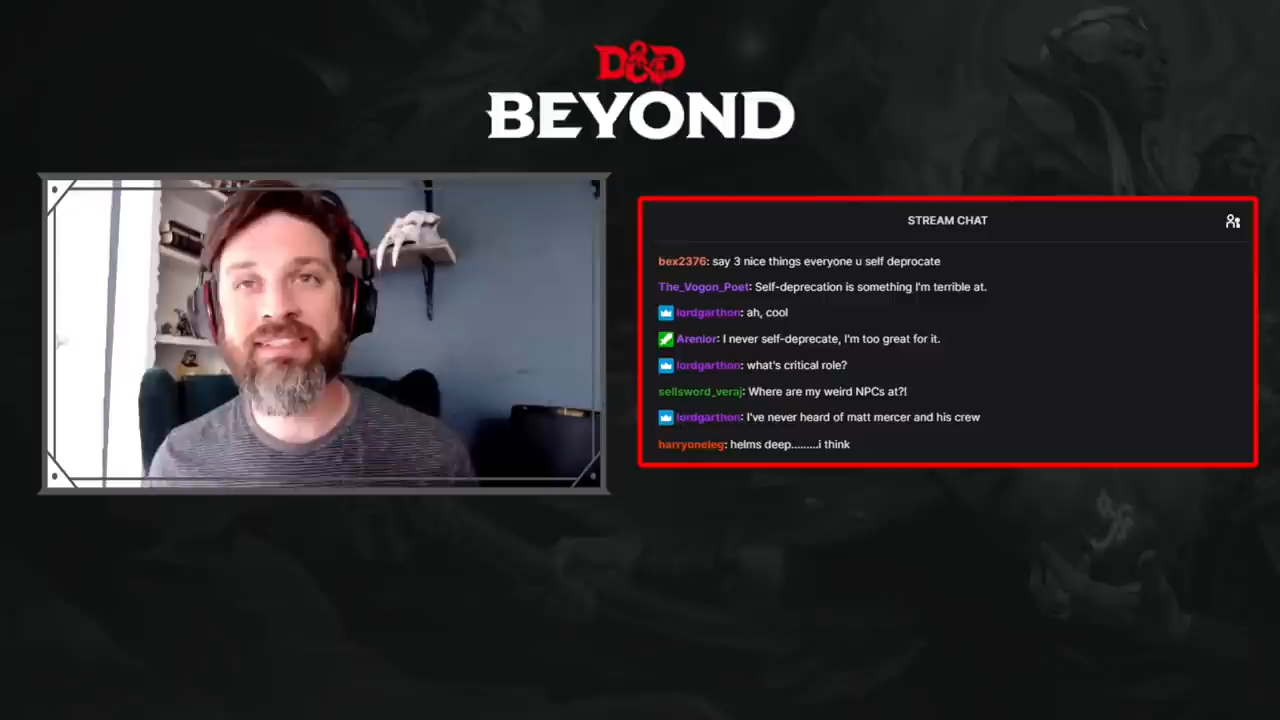 D&D
BEYOND
STREAM CHAT
bex2376: say 3 nice things everyone u self deprocate
The_Vogon_Poet: Self-deprecation is something I'm terrible at.
lordgarthon: ah, cool
Arenior: I never self-deprecate, I'm too great for it.
lordgarthon: what's critical role?
sellsword_veraj: Where are my weird NPCs at?!
lordgarthon: I've never heard of matt mercer and his crew
harryoneleg: helms deep.........i think